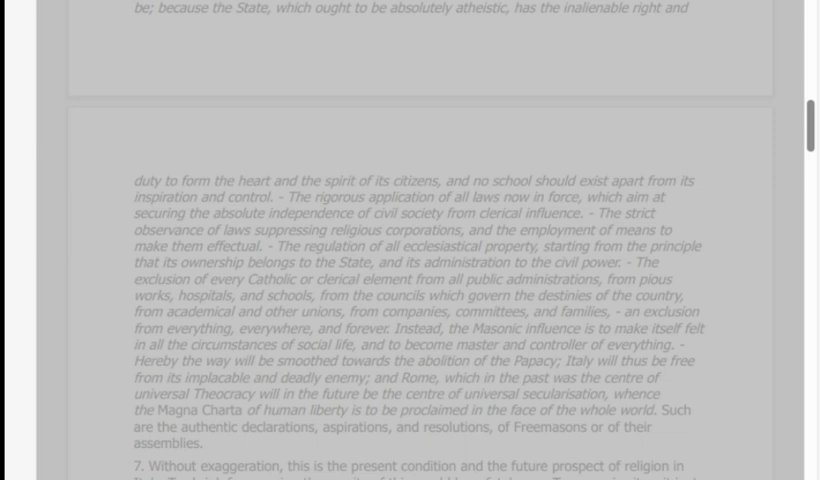 be; because the State, which ought to be absolutely atheistic, has the inalienable right and
duty to form the heart and the spirit of its citizens, and no school should exist apart from its
inspiration and control. - The rigorous application of all laws now in force, which aim at
securing the absolute independence of civil society from clerical influence. - The strict
observance of laws suppressing religious corporations, and the employment of means to
make them effectual. - The regulation of all ecclesiastical property, starting from the principle
that its ownership belongs to the State, and its administration to the civil power. - The
exclusion of every Catholic or clerical element from all public administrations, from pious
works, hospitals, and schools, from the councils which govern the destinies of the country,
from academical and other unions, from companies, committees, and families, - an exclusion
from everything, everywhere, and forever. Instead, the Masonic influence is to make itself felt
in all the circumstances of social life, and to become master and controller of everything. -
Hereby the way will be smoothed towards the abolition of the Papacy; Italy will thus be free
from its implacable and deadly enemy; and Rome, which in the past was the centre of
universal Theocracy will in the future be the centre of universal secularisation, whence
the Magna Charta of human liberty is to be proclaimed in the face of the whole world. Such
are the authentic declarations, aspirations, and resolutions, of Freemasons or of their
assemblies.
7. Without exaggeration, this is the present condition and the future prospect of religion in